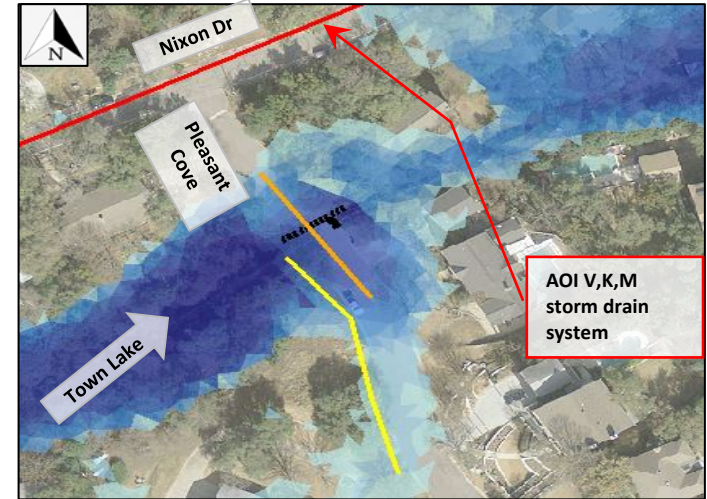 N
Nixon Dr
Pleasant
Cove
AOI V,K,M
storm drain
system
Town Lake